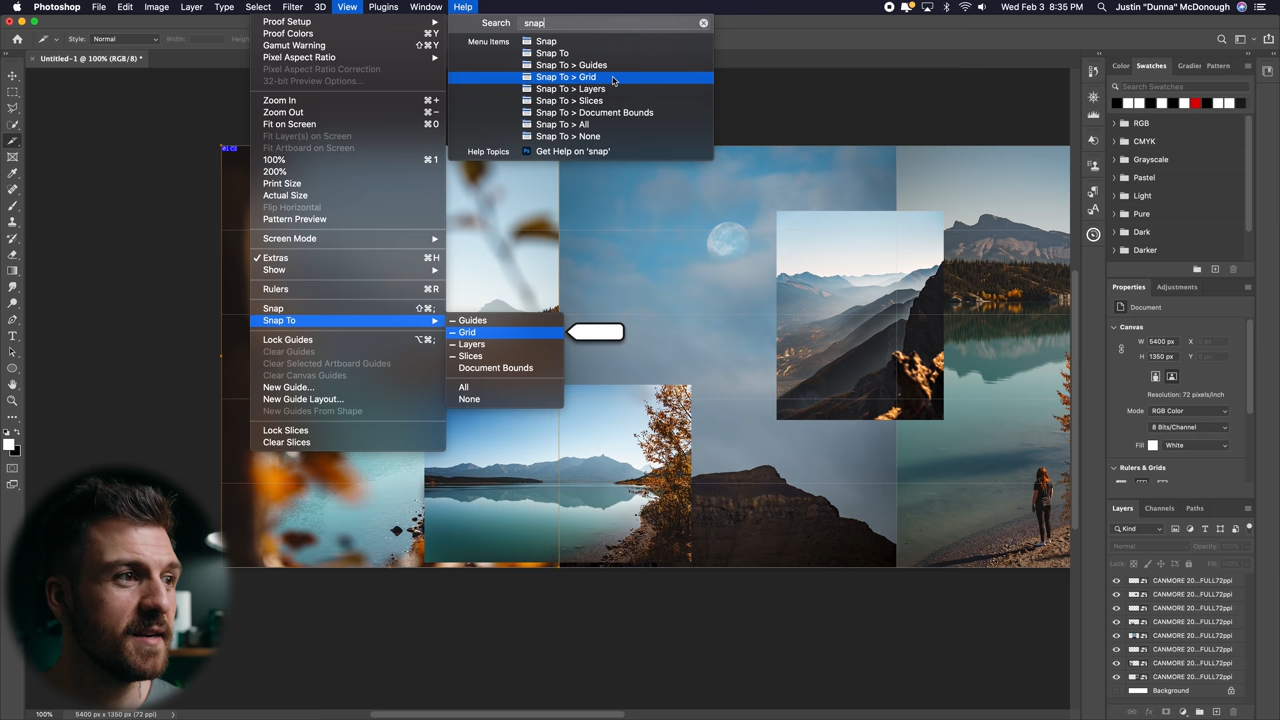 Photoshop File Edit Image Layer Type Select Filter 3D View Plugins Window Help
Wed Feb 3 8:35 PM Justin "Dunna" McDonough
Style: Normal
Width:
Height:
Untitled-1 @ 100% (RGB/8) *
Proof Setup
Proof Colors ⌘Y
Gamut Warning ⇧⌘Y
Pixel Aspect Ratio
Pixel Aspect Ratio Correction
32-bit Preview Options...
Zoom In ⌘+
Zoom Out ⌘-
Fit on Screen ⌘0
Fit Layer(s) on Screen
Fit Artboard on Screen
100% ⌘1
200%
Print Size
Actual Size
Flip Horizontal
Pattern Preview
Screen Mode
Extras ⌘H
Show
Rulers ⌘R
Snap ⇧⌘;
Snap To
Lock Guides ⌥⌘;
Clear Guides
Clear Selected Artboard Guides
Clear Canvas Guides
New Guide...
New Guide Layout...
New Guides From Shape
Lock Slices
Clear Slices
Guides
Grid
Layers
Slices
Document Bounds
All
None
Search snap
Menu Items
Snap
Snap To
Snap To > Guides
Snap To > Grid
Snap To > Layers
Snap To > Slices
Snap To > Document Bounds
Snap To > All
Snap To > None
Help Topics Get Help on 'snap'
Color Swatches Gradier Pattern
Search Swatches
RGB
CMYK
Grayscale
Pastel
Light
Pure
Dark
Darker
Properties Adjustments
Document
Canvas
W 5400 px X 0 px
H 1350 px Y 0 px
Resolution: 72 pixels/inch
Mode RGB Color
8 Bits/Channel
Fill White
Rulers & Grids
Layers Channels Paths
Kind
Normal Opacity:
Lock: Fill:
CANMORE 20...FULL72ppi
CANMORE 20...FULL72ppi
CANMORE 20...FULL72ppi
CANMORE 20...FULL72ppi
CANMORE 20...FULL72ppi
CANMORE 20...FULL72ppi
CANMORE 20...FULL72ppi
CANMORE 20...FULL72ppi
Background
100% 5400 px x 1350 px (72 ppi)